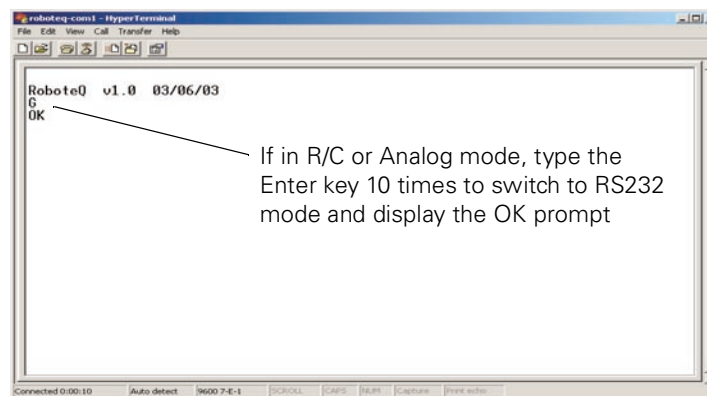 roboteq-com1 - HyperTerminal
File Edit View Call Transfer Help
RoboteQ v1.0 03/06/03
G
OK
If in R/C or Analog mode, type the
Enter key 10 times to switch to RS232
mode and display the OK prompt
Connected 0:00:10 Auto detect 9600 7-E-1 SCROLL CAPS NUM Capture Print echo